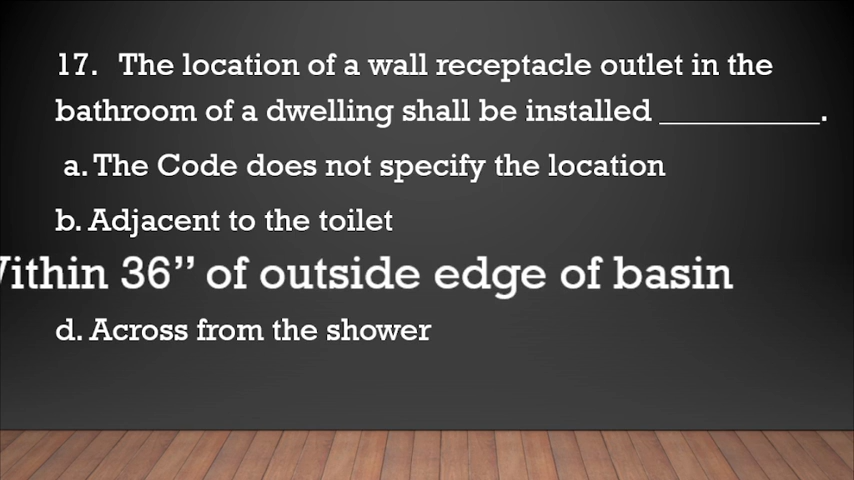 17. The location of a wall receptacle outlet in the
bathroom of a dwelling shall be installed __________.
a. The Code does not specify the location
b. Adjacent to the toilet
Within 36” of outside edge of basin
d. Across from the shower